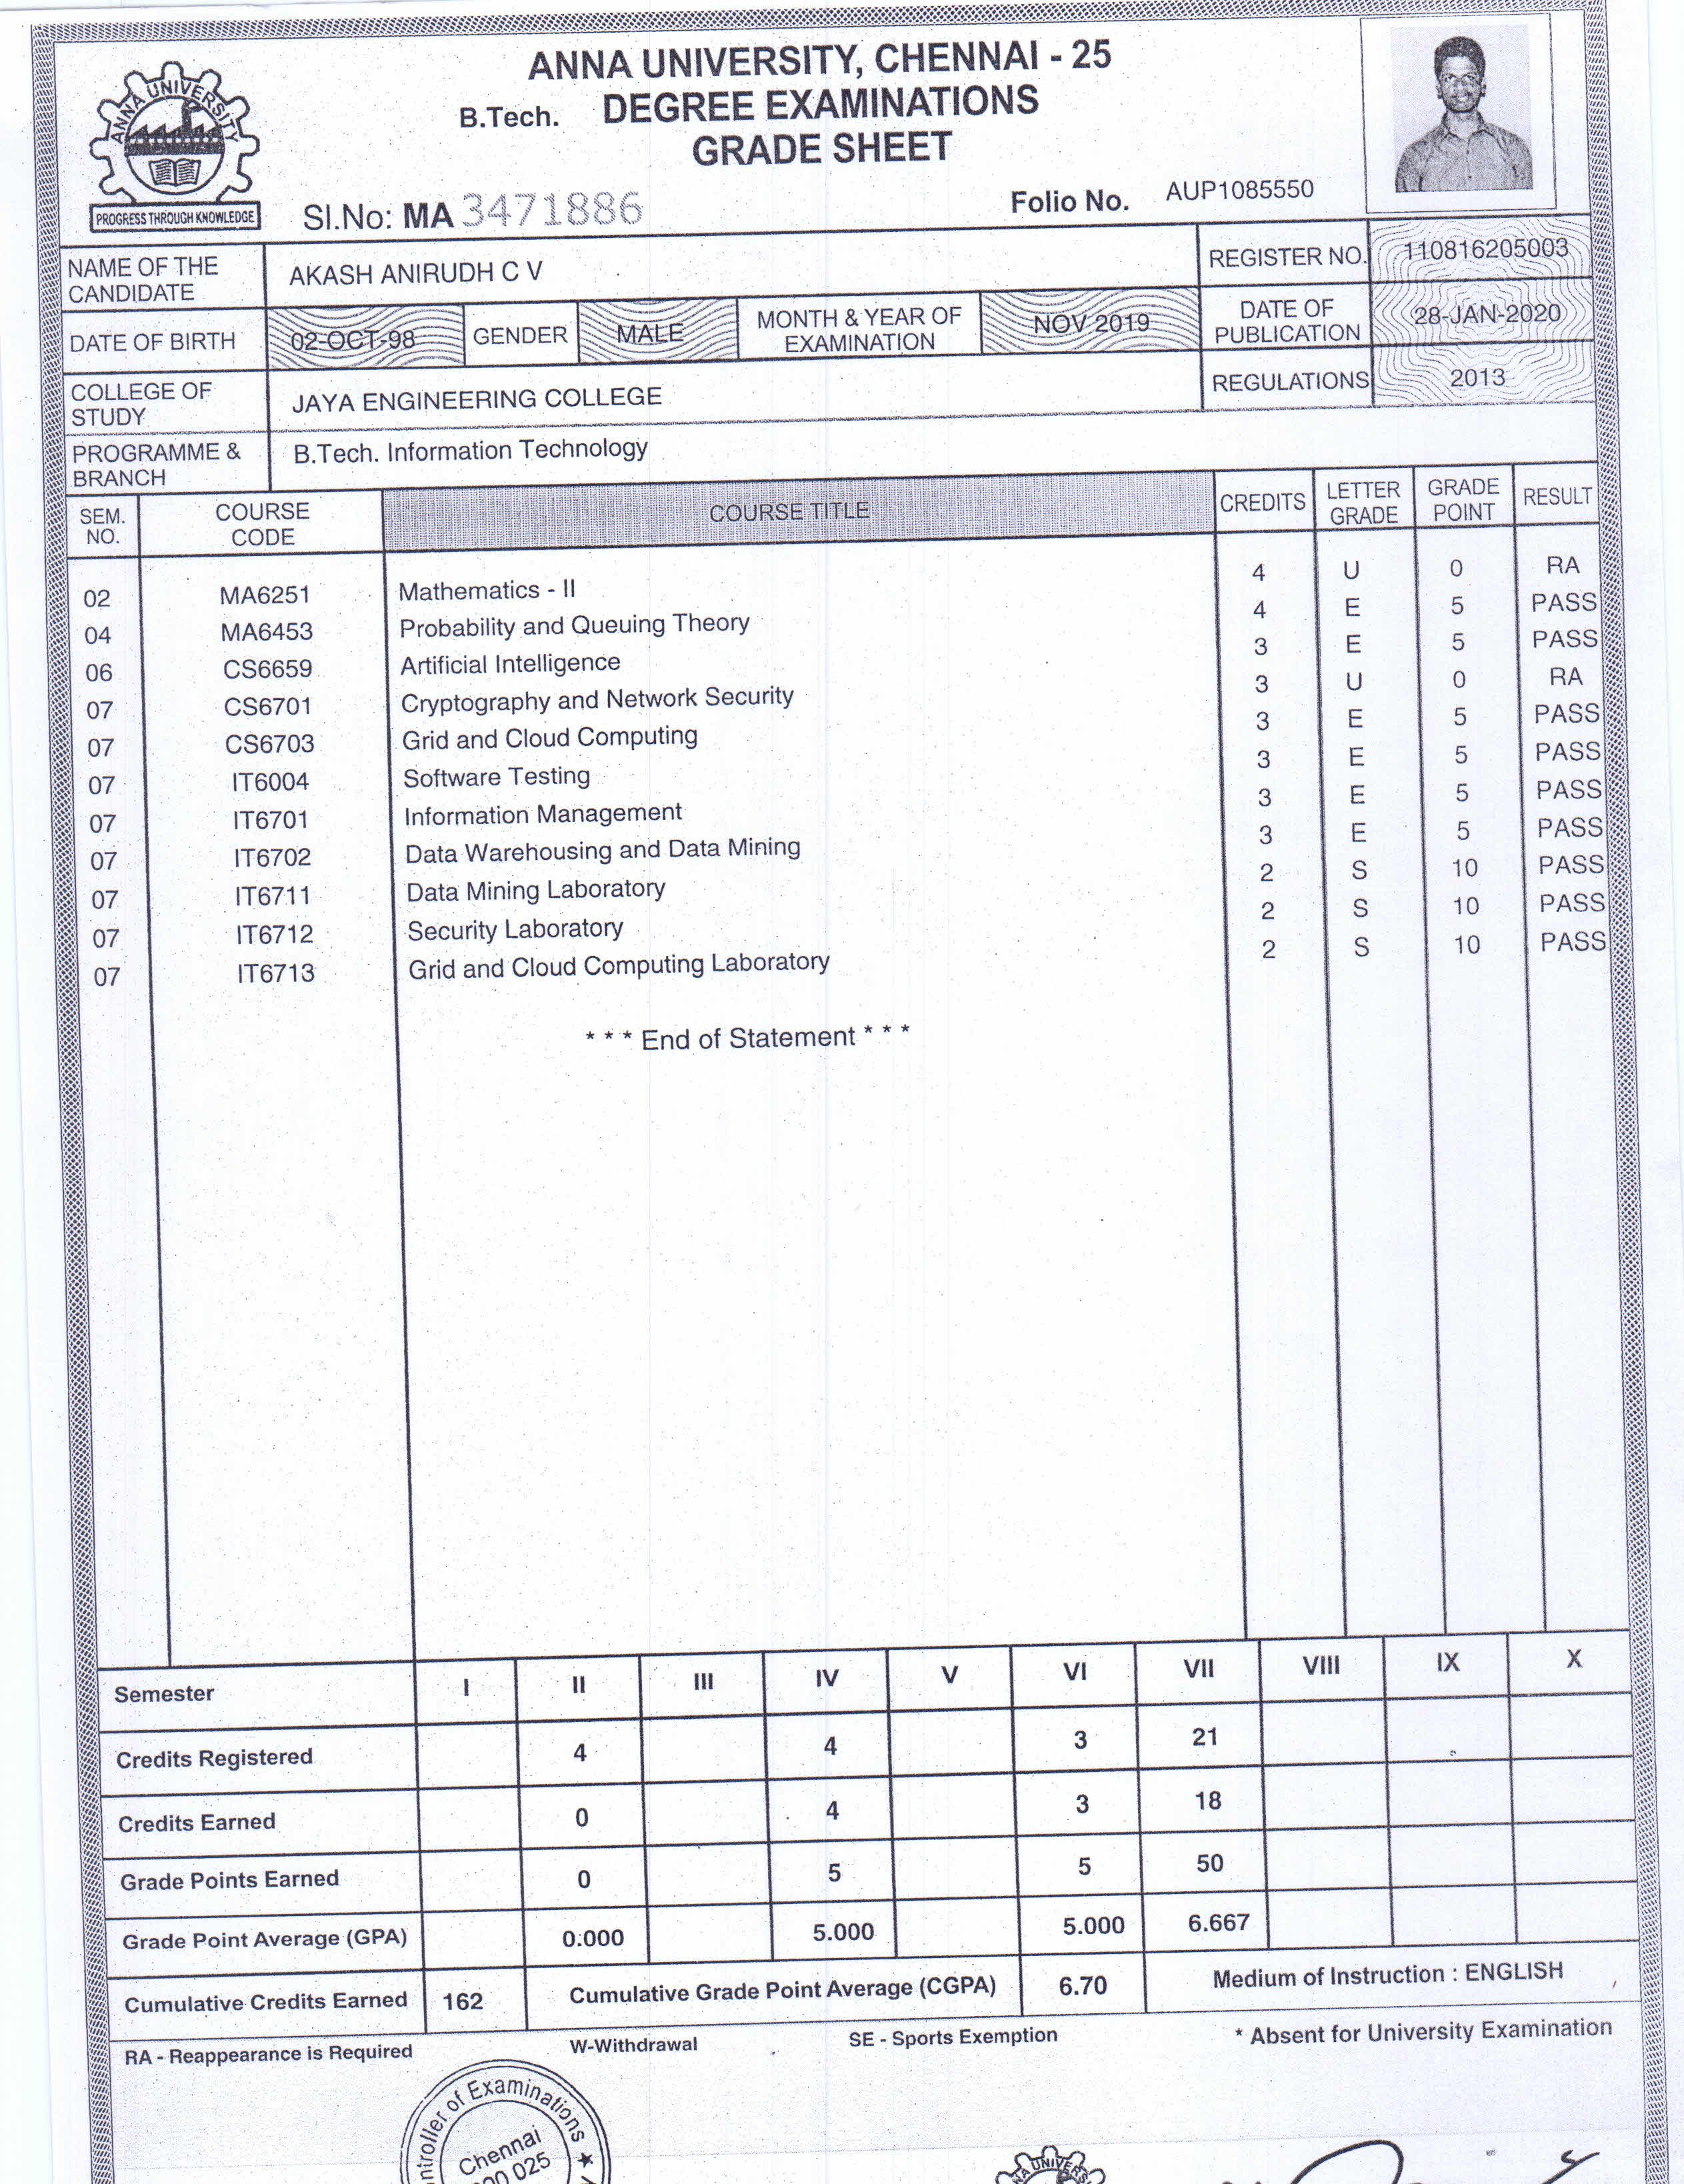 ANNA UNIVERSITY, CHENNAI - 25
B.Tech. DEGREE EXAMINATIONS
GRADE SHEET
ANNA UNIVERSITY
PROGRESS THROUGH KNOWLEDGE
Sl.No: MA 3471886 Folio No. AUP1085550
NAME OF THE CANDIDATE AKASH ANIRUDH C V REGISTER NO. 110816205003
DATE OF BIRTH 02-OCT-98 GENDER MALE MONTH & YEAR OF EXAMINATION NOV 2019 DATE OF PUBLICATION 28-JAN-2020
COLLEGE OF STUDY JAYA ENGINEERING COLLEGE REGULATIONS 2013
PROGRAMME & BRANCH B.Tech. Information Technology
SEM. NO. COURSE CODE COURSE TITLE CREDITS LETTER GRADE GRADE POINT RESULT
02 MA6251 Mathematics - II 4 U 0 RA
04 MA6453 Probability and Queuing Theory 4 E 5 PASS
06 CS6659 Artificial Intelligence 3 E 5 PASS
07 CS6701 Cryptography and Network Security 3 U 0 RA
07 CS6703 Grid and Cloud Computing 3 E 5 PASS
07 IT6004 Software Testing 3 E 5 PASS
07 IT6701 Information Management 3 E 5 PASS
07 IT6702 Data Warehousing and Data Mining 3 E 5 PASS
07 IT6711 Data Mining Laboratory 2 S 10 PASS
07 IT6712 Security Laboratory 2 S 10 PASS
07 IT6713 Grid and Cloud Computing Laboratory 2 S 10 PASS
* * * End of Statement * * *
Semester I II III IV V VI VII VIII IX X
Credits Registered 4 4 3 21
Credits Earned 0 4 3 18
Grade Points Earned 0 5 5 50
Grade Point Average (GPA) 0.000 5.000 5.000 6.667
Cumulative Credits Earned 162 Cumulative Grade Point Average (CGPA) 6.70 Medium of Instruction : ENGLISH
RA - Reappearance is Required W-Withdrawal SE - Sports Exemption * Absent for University Examination
of Examinations
Chennai
025